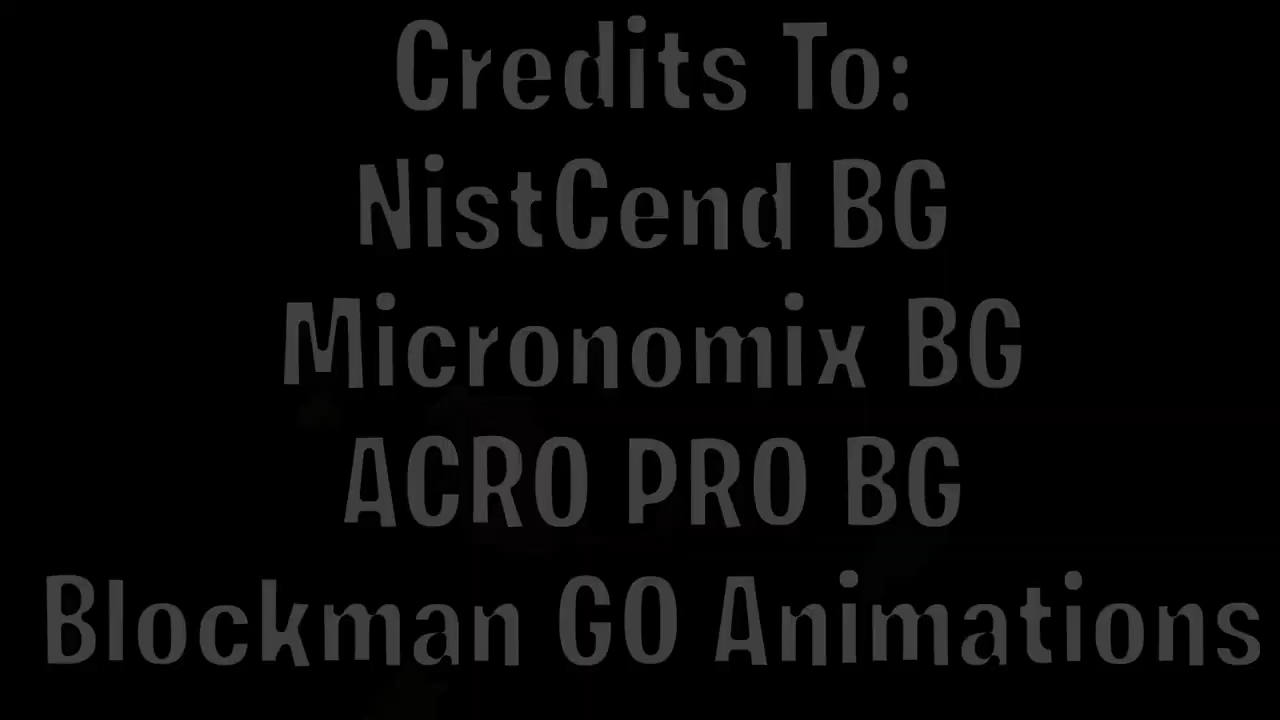 Credits To:
NistCend BG
Micronomix BG
ACRO PRO BG
Blockman GO Animations